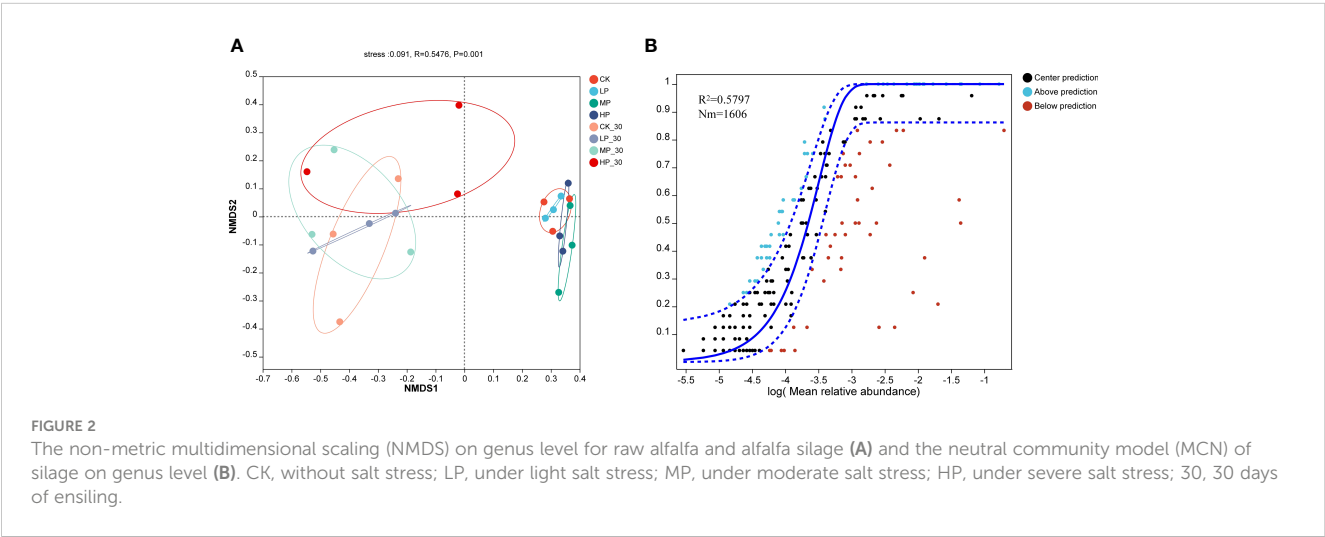 A
B
stress :0.091, R=0.5476, P=0.001
0.5
0.4
0.3
0.2
0.1
0
-0.1
-0.2
-0.3
-0.4
-0.5
NMDS2
-0.7 -0.6 -0.5 -0.4 -0.3 -0.2 -0.1 0 0.1 0.2 0.3 0.4
NMDS1
CK
LP
MP
HP
CK_30
LP_30
MP_30
HP_30
R²=0.5797
Nm=1606
1
0.9
0.8
0.7
0.6
0.5
0.4
0.3
0.2
0.1
-5.5 -5 -4.5 -4 -3.5 -3 -2.5 -2 -1.5 -1
log( Mean relative abundance)
Center prediction
Above prediction
Below prediction
FIGURE 2
The non-metric multidimensional scaling (NMDS) on genus level for raw alfalfa and alfalfa silage (A) and the neutral community model (MCN) of
silage on genus level (B). CK, without salt stress; LP, under light salt stress; MP, under moderate salt stress; HP, under severe salt stress; 30, 30 days
of ensiling.